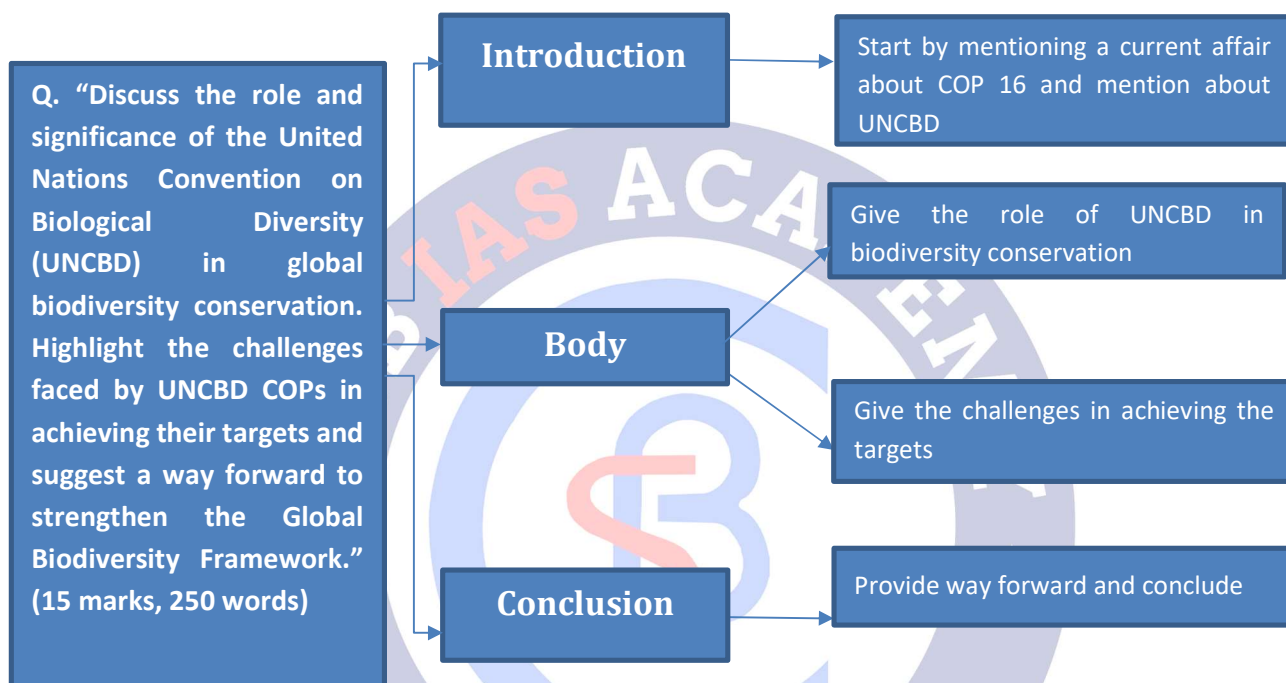 Q. “Discuss the role and
significance of the United
Nations Convention on
Biological Diversity
(UNCBD) in global
biodiversity conservation.
Highlight the challenges
faced by UNCBD COPs in
achieving their targets and
suggest a way forward to
strengthen the Global
Biodiversity Framework.”
(15 marks, 250 words)
Introduction
Start by mentioning a current affair
about COP 16 and mention about
UNCBD
Body
Give the role of UNCBD in
biodiversity conservation
Give the challenges in achieving the
targets
Conclusion
Provide way forward and conclude
IAS ACADEMY